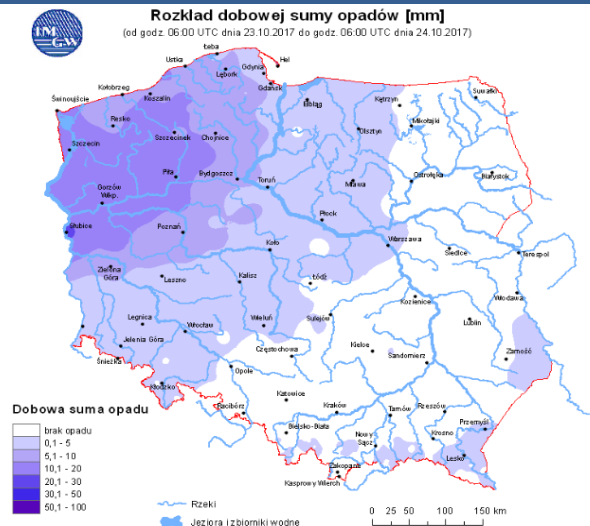 IM
GW
Rozkład dobowej sumy opadów [mm]
(od godz. 06:00 UTC dnia 23.10.2017 do godz. 06:00 UTC dnia 24.10.2017)
Łeba
Ustka
Hel
Gdynia
Lębork
Gdańsk
Kołobrzeg
Koszalin
Świnoujście
Suwałki
Elbląg
Kętrzyn
Resko
Mikołajki
Szczecinek
Chojnice
Olsztyn
Szczecin
Piła
Bydgoszcz
Toruń
Mława
Ostrołęka
Białystok
Gorzów
Wlkp.
Płock
Słubice
Poznań
Koło
Warszawa
Siedlce
Terespol
Zielona
Góra
Leszno
Kalisz
Łódź
Kozienice
Włodawa
Legnica
Wrocław
Wieluń
Sulejów
Lublin
Jelenia Góra
Częstochowa
Kielce
Sandomierz
Zamość
Śnieżka
Opole
Kłodzko
Katowice
Racibórz
Kraków
Tarnów
Rzeszów
Przemyśl
Bielsko-Biała
Nowy
Sącz
Krosno
Lesko
Zakopane
Kasprowy Wierch
Dobowa suma opadu
brak opadu
0,1 - 5
5,1 - 10
10,1 - 20
20,1 - 30
30,1 - 50
50,1 - 100
Rzeki
Jeziora i zbiorniki wodne
0 25 50 100 150 km